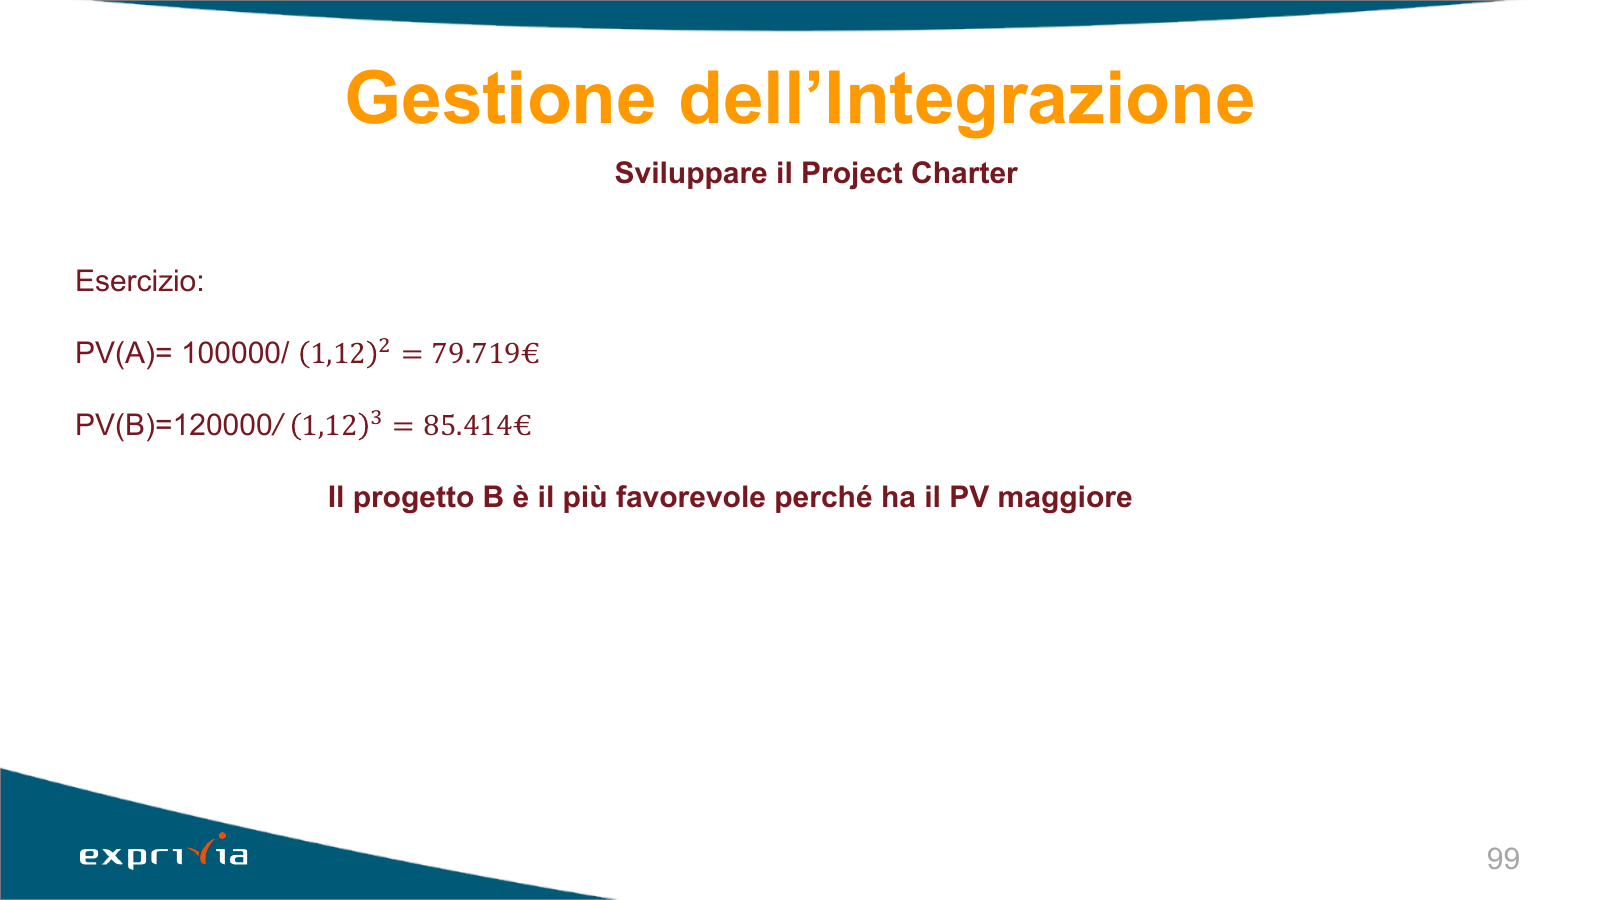 Gestione dell’Integrazione
Sviluppare il Project Charter
Esercizio:
PV(A)= 100000/ (1,12)² = 79.719€
PV(B)=120000/ (1,12)³ = 85.414€
Il progetto B è il più favorevole perché ha il PV maggiore
exprivia
99